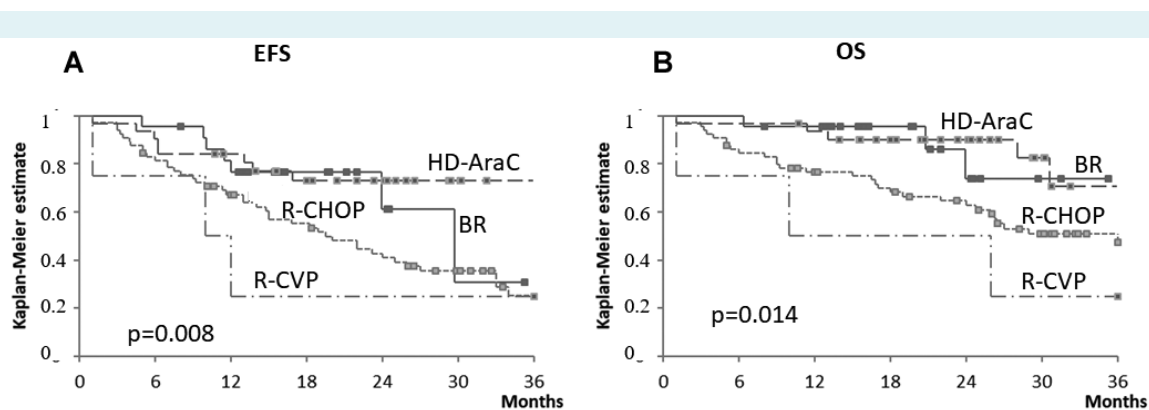 A
EFS
Kaplan-Meier estimate
1
0.8
0.6
0.4
0.2
0
HD-AraC
R-CHOP
BR
R-CVP
p=0.008
0 6 12 18 24 30 36
Months
B
OS
Kaplan-Meier estimate
1
0.8
0.6
0.4
0.2
0
HD-AraC
BR
R-CHOP
R-CVP
p=0.014
0 6 12 18 24 30 36
Months